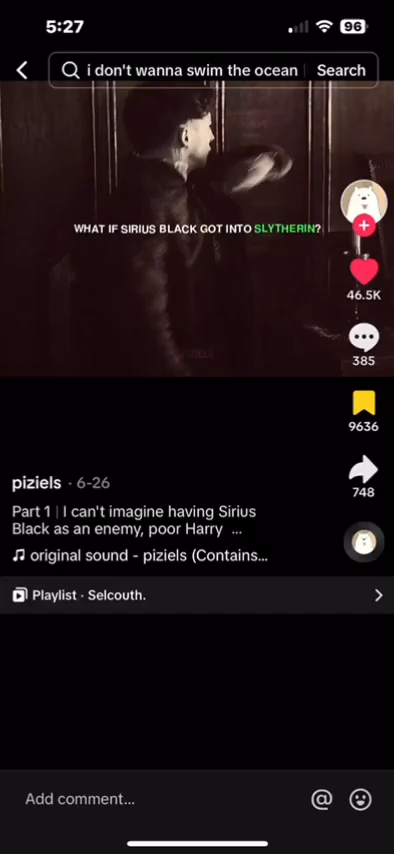 5:27
96
i don't wanna swim the ocean
Search
WHAT IF SIRIUS BLACK GOT INTO SLYTHERIN?
46.5K
385
9636
748
piziels · 6-26
Part 1 | I can't imagine having Sirius
Black as an enemy, poor Harry ...
original sound - piziels (Contains...
Playlist · Selcouth.
Add comment...
@